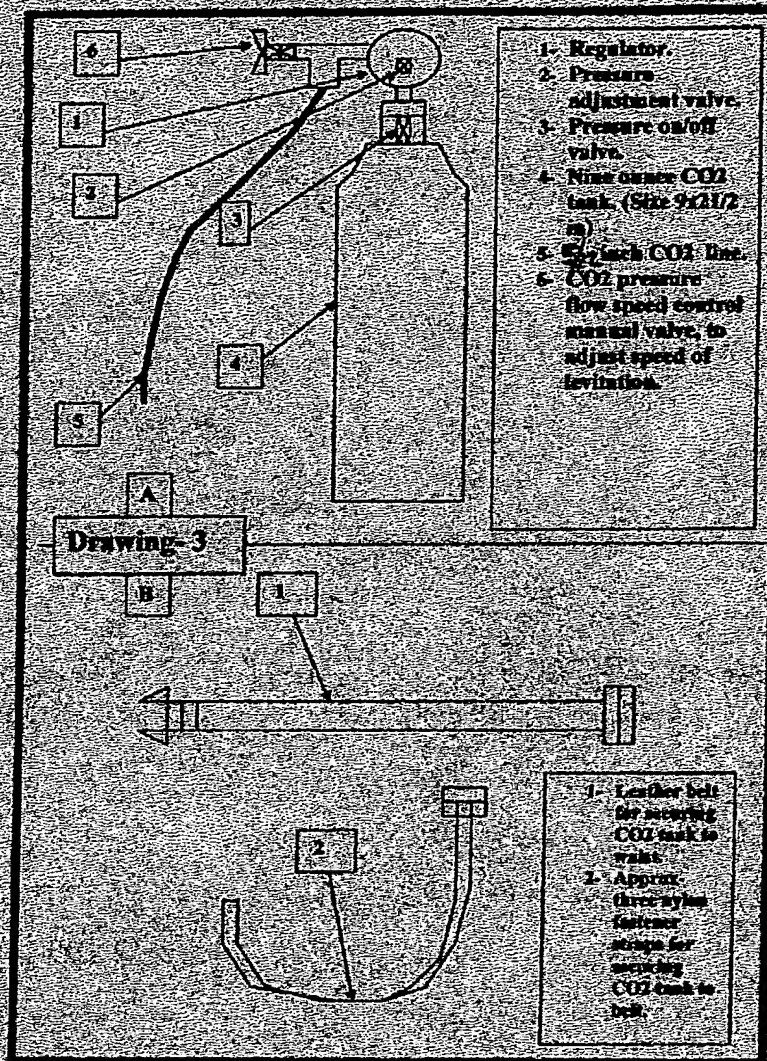 6
1
2
3
4
5
1- Regulator.
2- Pressure
adjustment valve.
3- Pressure on/off
valve.
4- Nine ounce CO2
tank. (Size 9x21/2
in)
5- inch CO2 line.
6- CO2 pressure
flow speed control
manual valve, to
adjust speed of
levitation.
A
Drawing- 3
B
1
2
1- Leather belt
for securing
CO2 tank to
waist.
2- Approx-
three nylon
fastener
straps for
securing
CO2 tank to
belt.